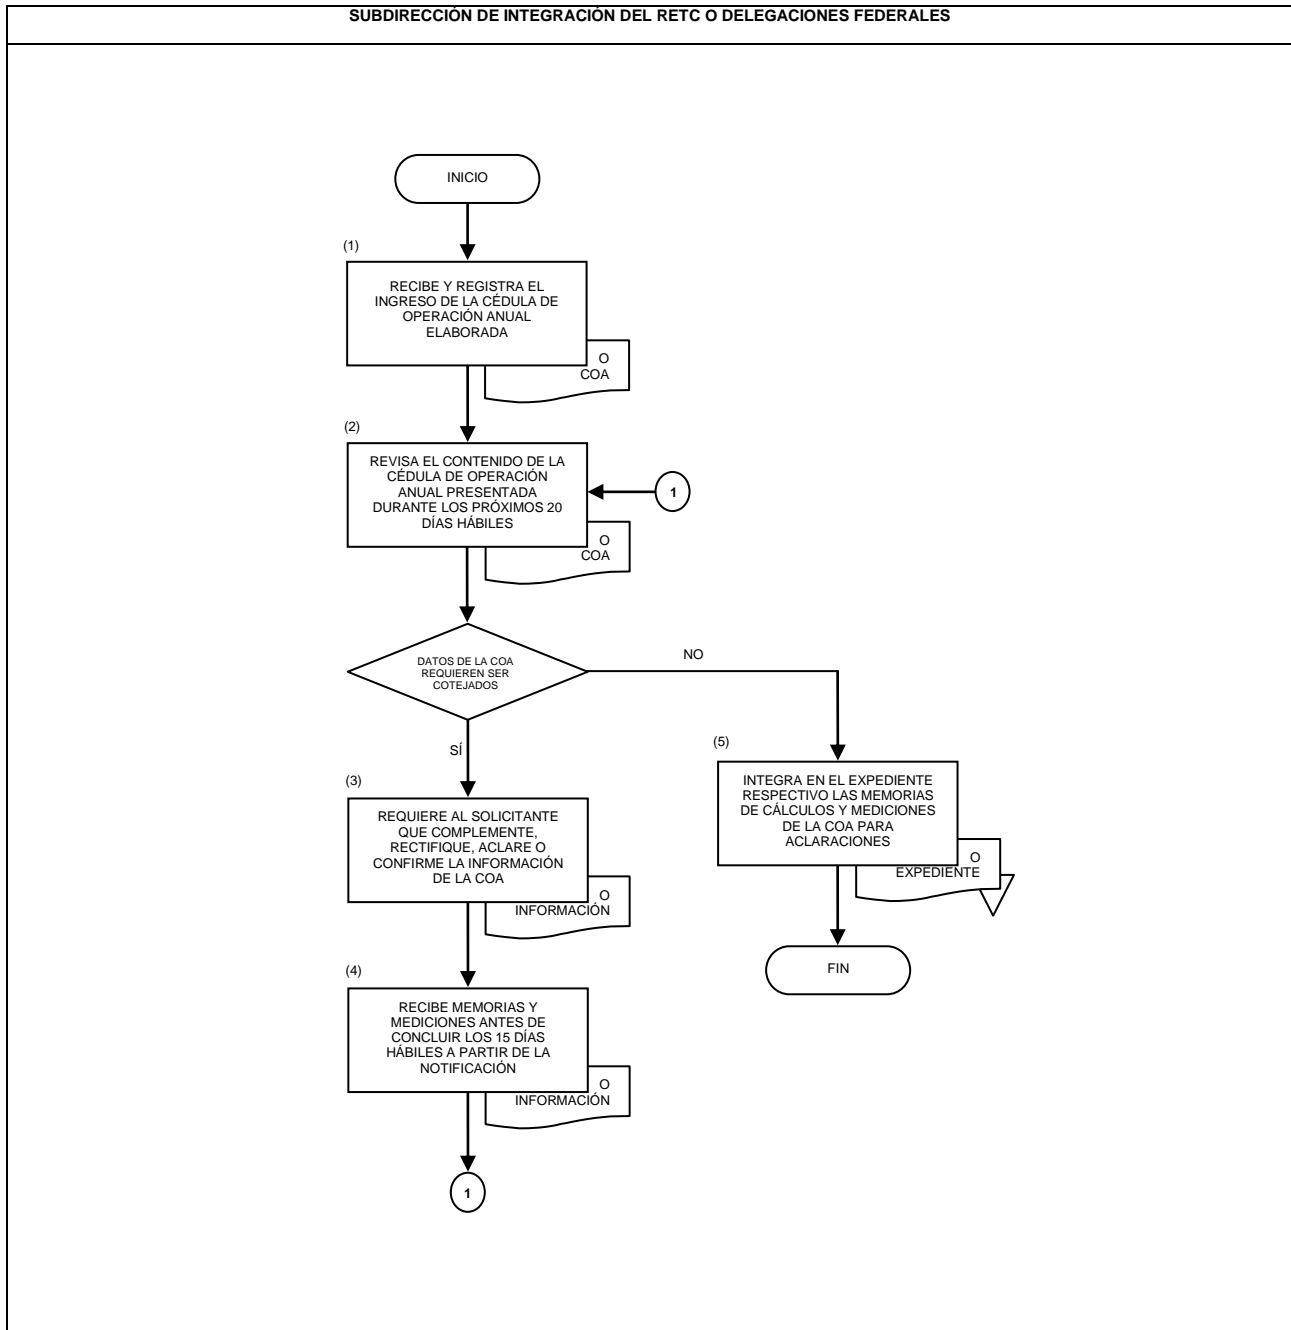 SUBDIRECCIÓN DE INTEGRACIÓN DEL RETC O DELEGACIONES FEDERALES
INICIO
(1)
RECIBE Y REGISTRA EL
INGRESO DE LA CÉDULA DE
OPERACIÓN ANUAL
ELABORADA
O
COA
(2)
REVISA EL CONTENIDO DE LA
CÉDULA DE OPERACIÓN
ANUAL PRESENTADA
DURANTE LOS PRÓXIMOS 20
DÍAS HÁBILES
1
O
COA
DATOS DE LA COA
REQUIEREN SER
COTEJADOS
NO
SÍ
(3)
REQUIERE AL SOLICITANTE
QUE COMPLEMENTE,
RECTIFIQUE, ACLARE O
CONFIRME LA INFORMACIÓN
DE LA COA
O
INFORMACIÓN
(4)
RECIBE MEMORIAS Y
MEDICIONES ANTES DE
CONCLUIR LOS 15 DÍAS
HÁBILES A PARTIR DE LA
NOTIFICACIÓN
O
INFORMACIÓN
1
(5)
INTEGRA EN EL EXPEDIENTE
RESPECTIVO LAS MEMORIAS
DE CÁLCULOS Y MEDICIONES
DE LA COA PARA
ACLARACIONES
O
EXPEDIENTE
FIN